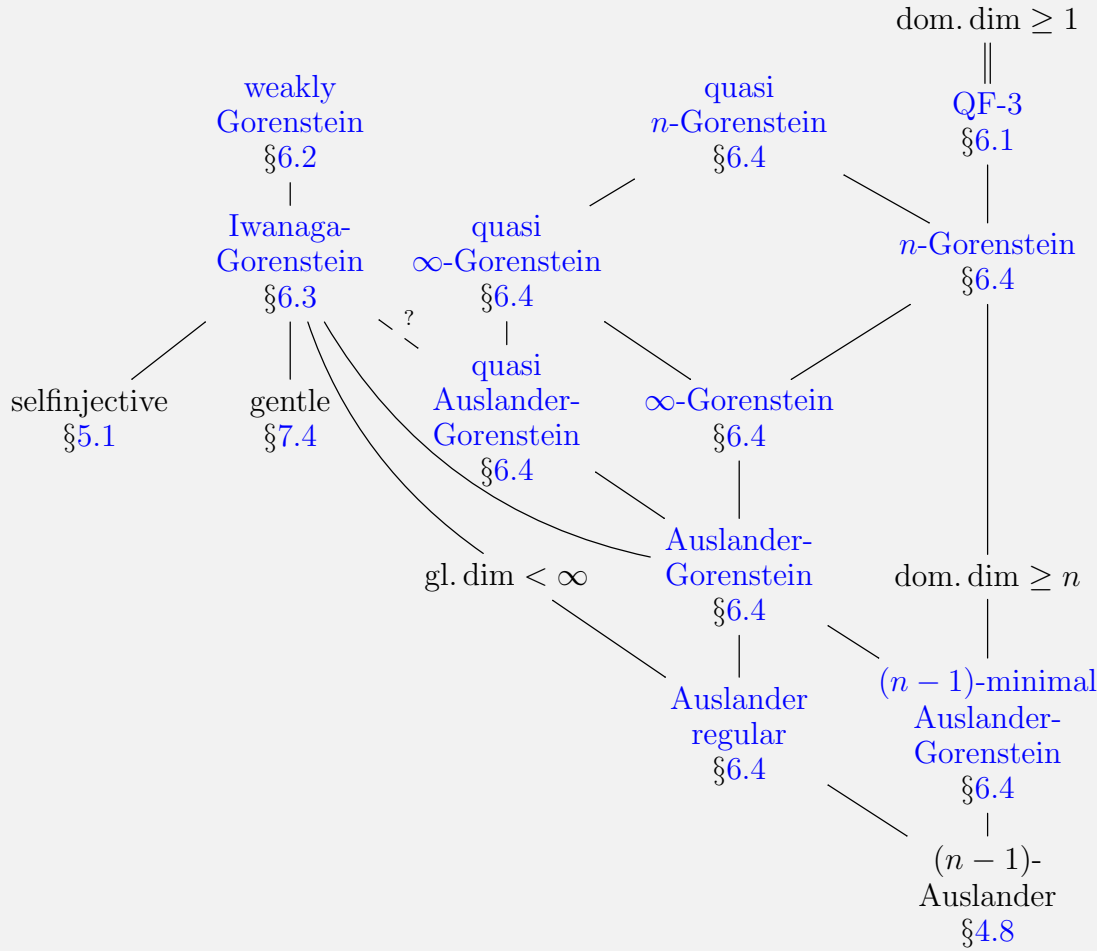 dom. dim ≥ 1
weakly
Gorenstein
§6.2
quasi
n-Gorenstein
§6.4
QF-3
§6.1
Iwanaga-
Gorenstein
§6.3
quasi
∞-Gorenstein
§6.4
n-Gorenstein
§6.4
?
selfinjective
§5.1
gentle
§7.4
quasi
Auslander-
Gorenstein
§6.4
∞-Gorenstein
§6.4
gl. dim < ∞
Auslander-
Gorenstein
§6.4
dom. dim ≥ n
Auslander
regular
§6.4
(n − 1)-minimal
Auslander-
Gorenstein
§6.4
(n − 1)-
Auslander
§4.8